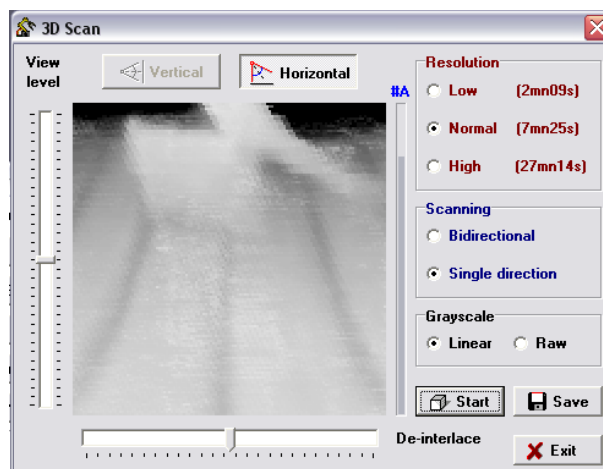 3D Scan
View level
Vertical
Horizontal
#A
Resolution
Low (2mn09s)
Normal (7mn25s)
High (27mn14s)
Scanning
Bidirectional
Single direction
Grayscale
Linear Raw
Start Save
De-interlace
Exit